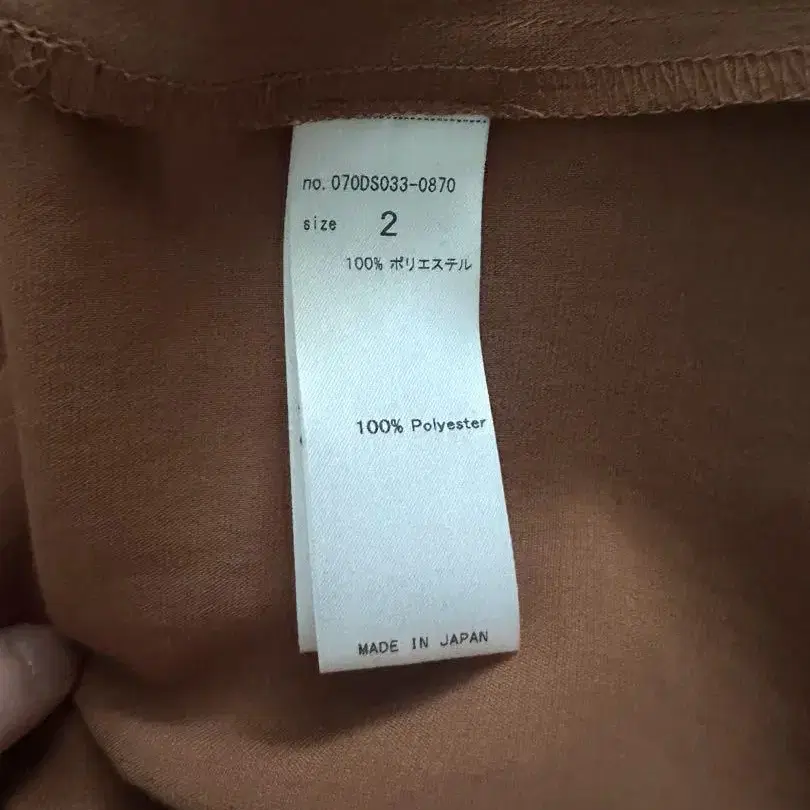 no. 070DS033-0870
size 2
100% ポリエステル
100% Polyester
MADE IN JAPAN